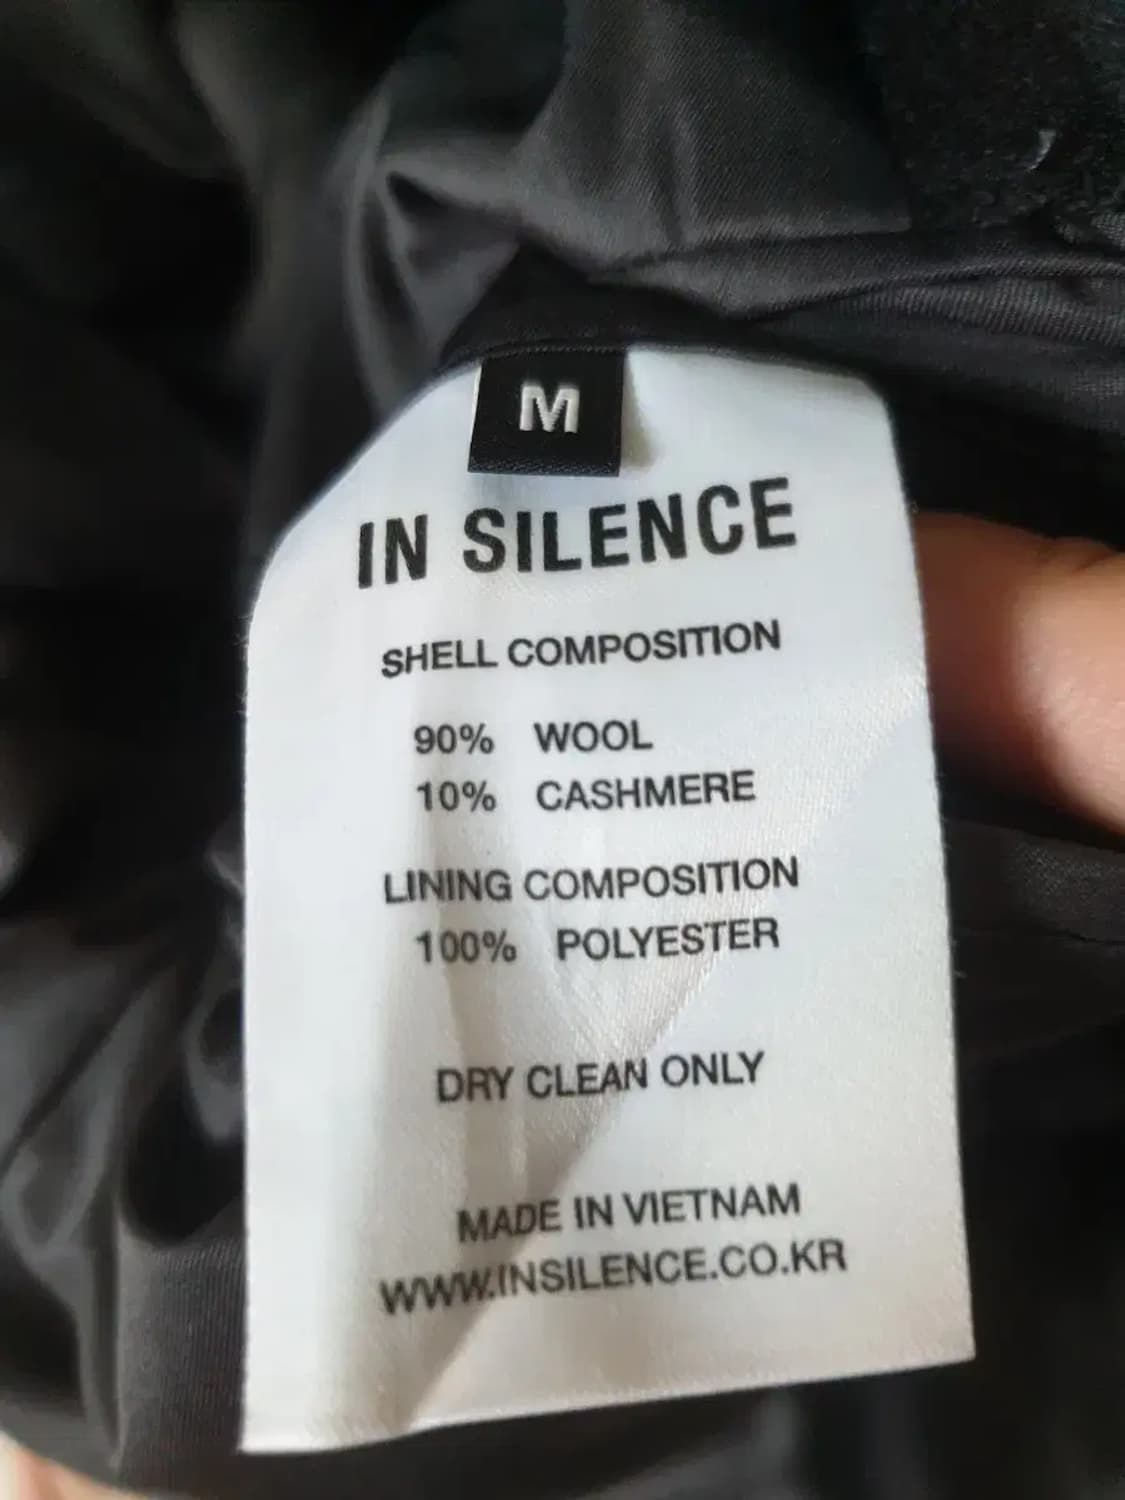 M
IN SILENCE
SHELL COMPOSITION
90% WOOL
10% CASHMERE
LINING COMPOSITION
100% POLYESTER
DRY CLEAN ONLY
MADE IN VIETNAM
WWW.INSILENCE.CO.KR